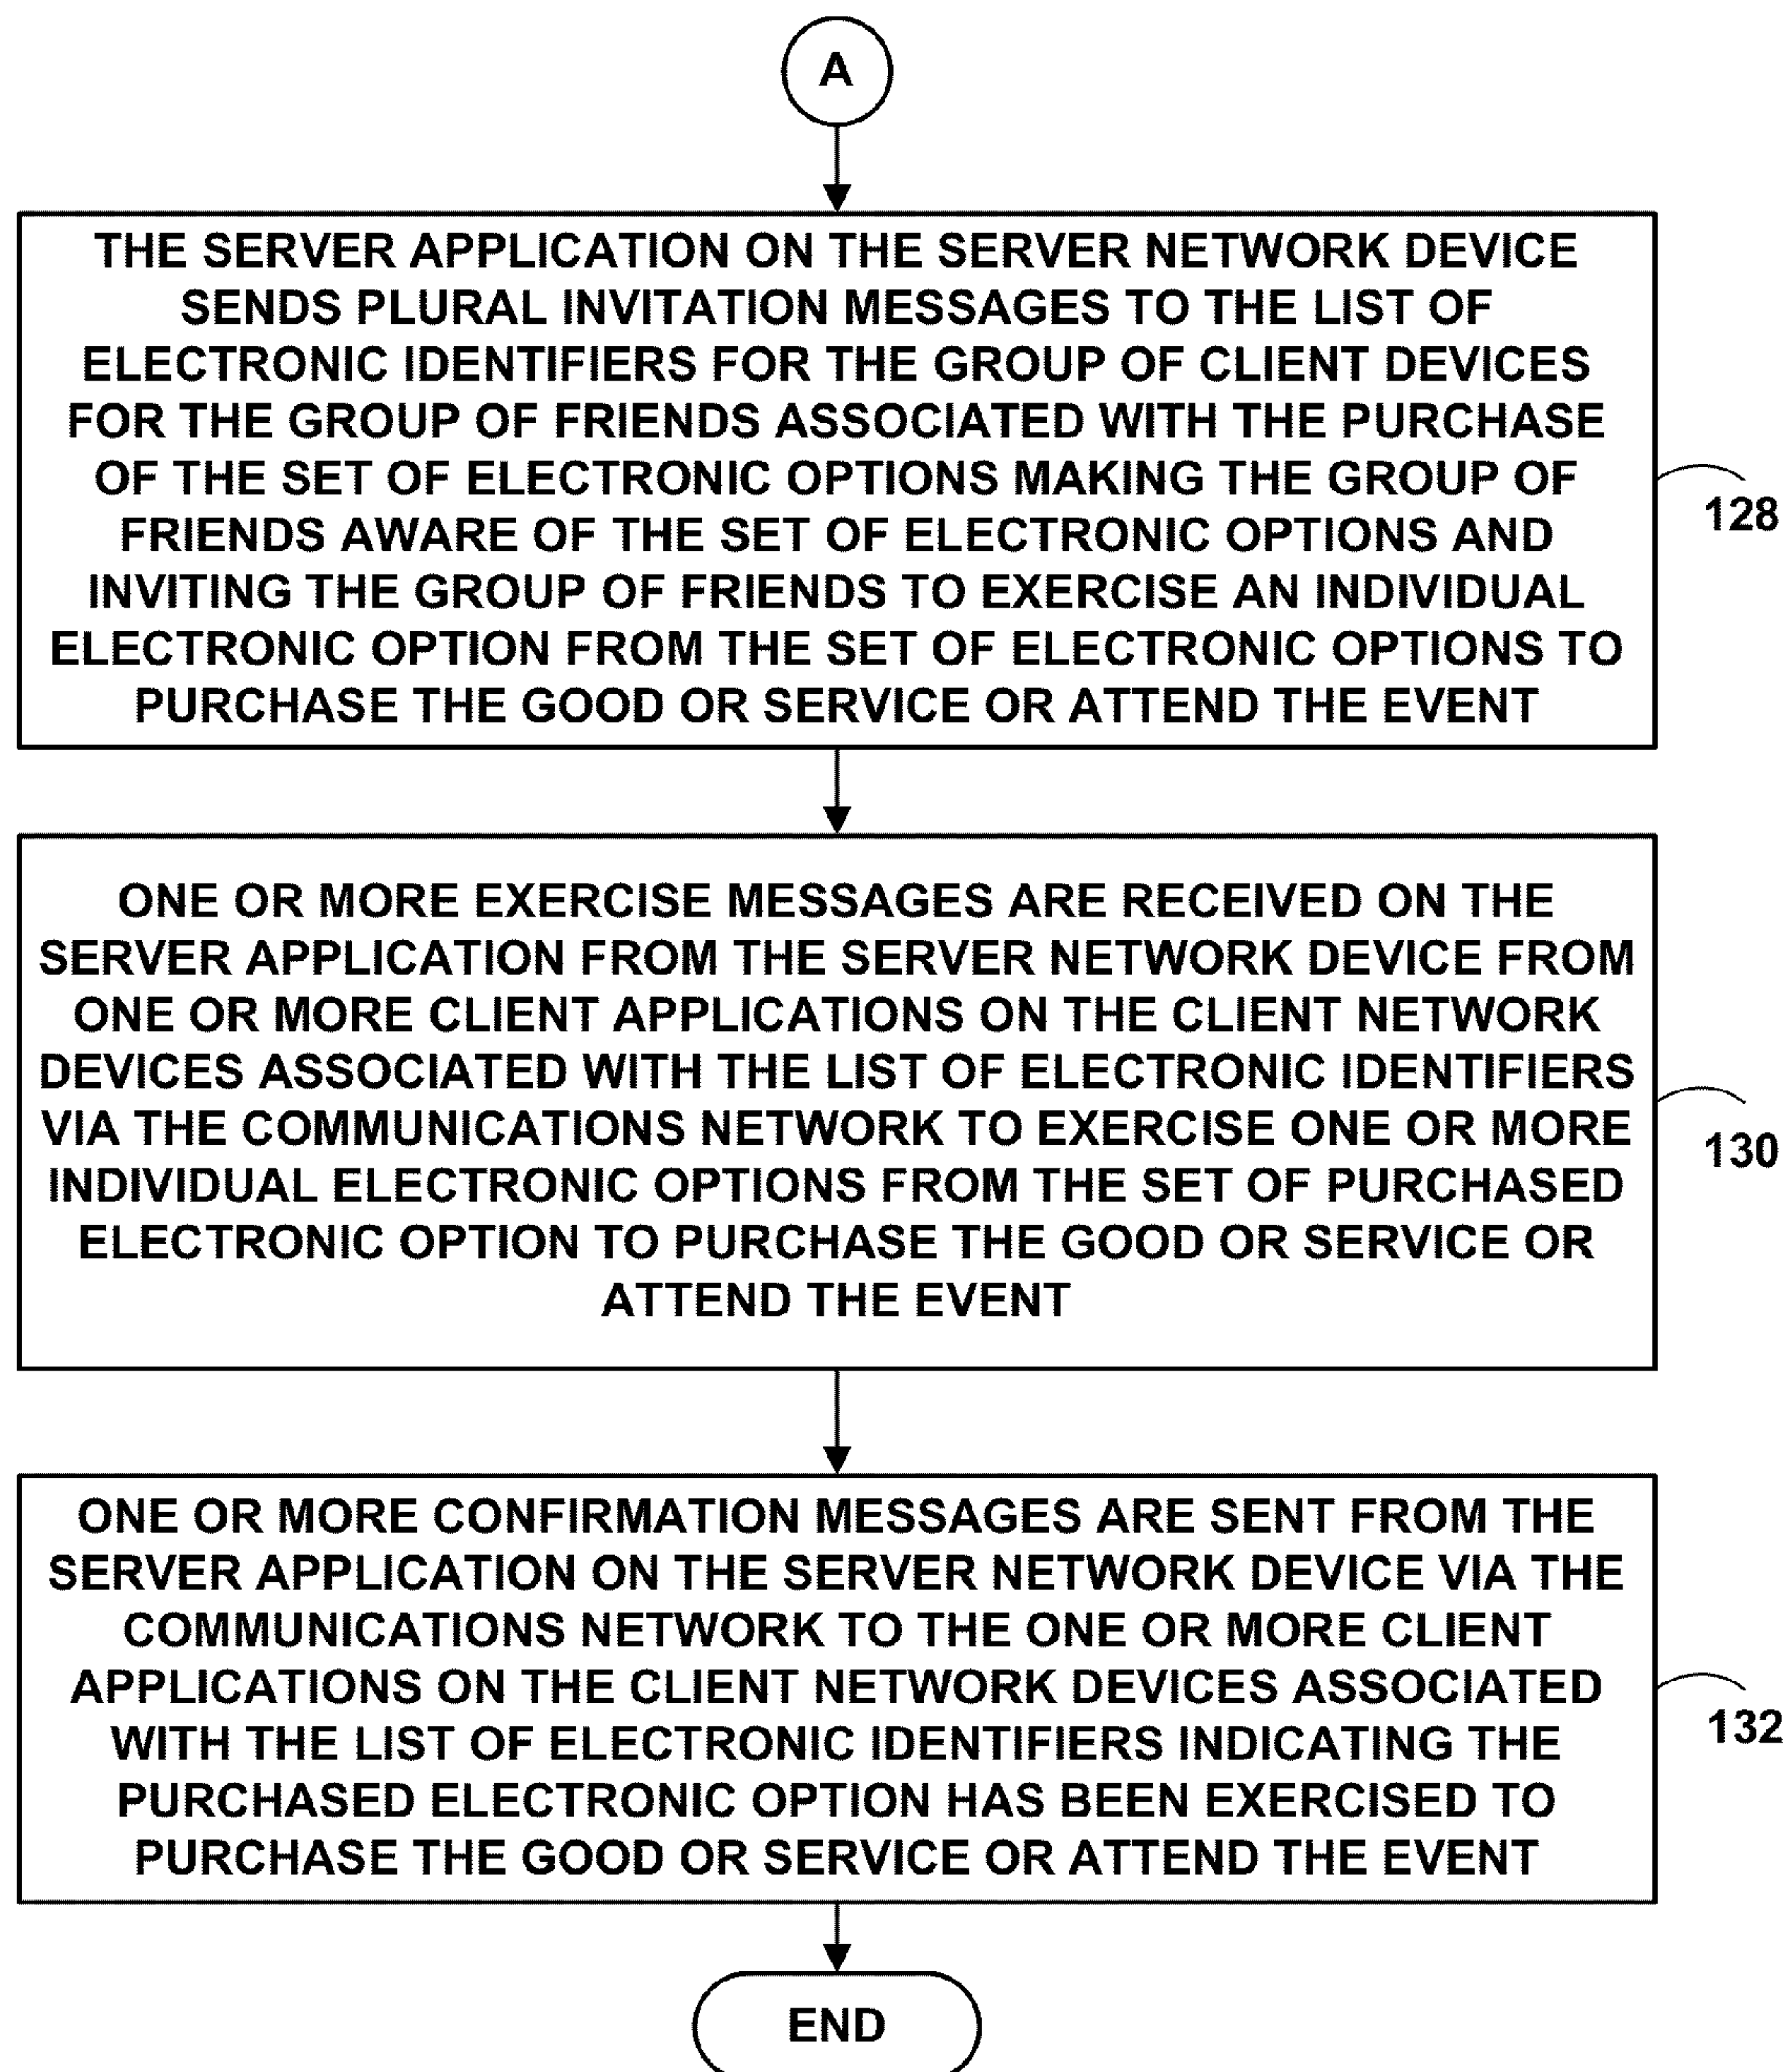 A
THE SERVER APPLICATION ON THE SERVER NETWORK DEVICE
SENDS PLURAL INVITATION MESSAGES TO THE LIST OF
ELECTRONIC IDENTIFIERS FOR THE GROUP OF CLIENT DEVICES
FOR THE GROUP OF FRIENDS ASSOCIATED WITH THE PURCHASE
OF THE SET OF ELECTRONIC OPTIONS MAKING THE GROUP OF
FRIENDS AWARE OF THE SET OF ELECTRONIC OPTIONS AND
INVITING THE GROUP OF FRIENDS TO EXERCISE AN INDIVIDUAL
ELECTRONIC OPTION FROM THE SET OF ELECTRONIC OPTIONS TO
PURCHASE THE GOOD OR SERVICE OR ATTEND THE EVENT
128
ONE OR MORE EXERCISE MESSAGES ARE RECEIVED ON THE
SERVER APPLICATION FROM THE SERVER NETWORK DEVICE FROM
ONE OR MORE CLIENT APPLICATIONS ON THE CLIENT NETWORK
DEVICES ASSOCIATED WITH THE LIST OF ELECTRONIC IDENTIFIERS
VIA THE COMMUNICATIONS NETWORK TO EXERCISE ONE OR MORE
INDIVIDUAL ELECTRONIC OPTIONS FROM THE SET OF PURCHASED
ELECTRONIC OPTION TO PURCHASE THE GOOD OR SERVICE OR
ATTEND THE EVENT
130
ONE OR MORE CONFIRMATION MESSAGES ARE SENT FROM THE
SERVER APPLICATION ON THE SERVER NETWORK DEVICE VIA THE
COMMUNICATIONS NETWORK TO THE ONE OR MORE CLIENT
APPLICATIONS ON THE CLIENT NETWORK DEVICES ASSOCIATED
WITH THE LIST OF ELECTRONIC IDENTIFIERS INDICATING THE
PURCHASED ELECTRONIC OPTION HAS BEEN EXERCISED TO
PURCHASE THE GOOD OR SERVICE OR ATTEND THE EVENT
132
END